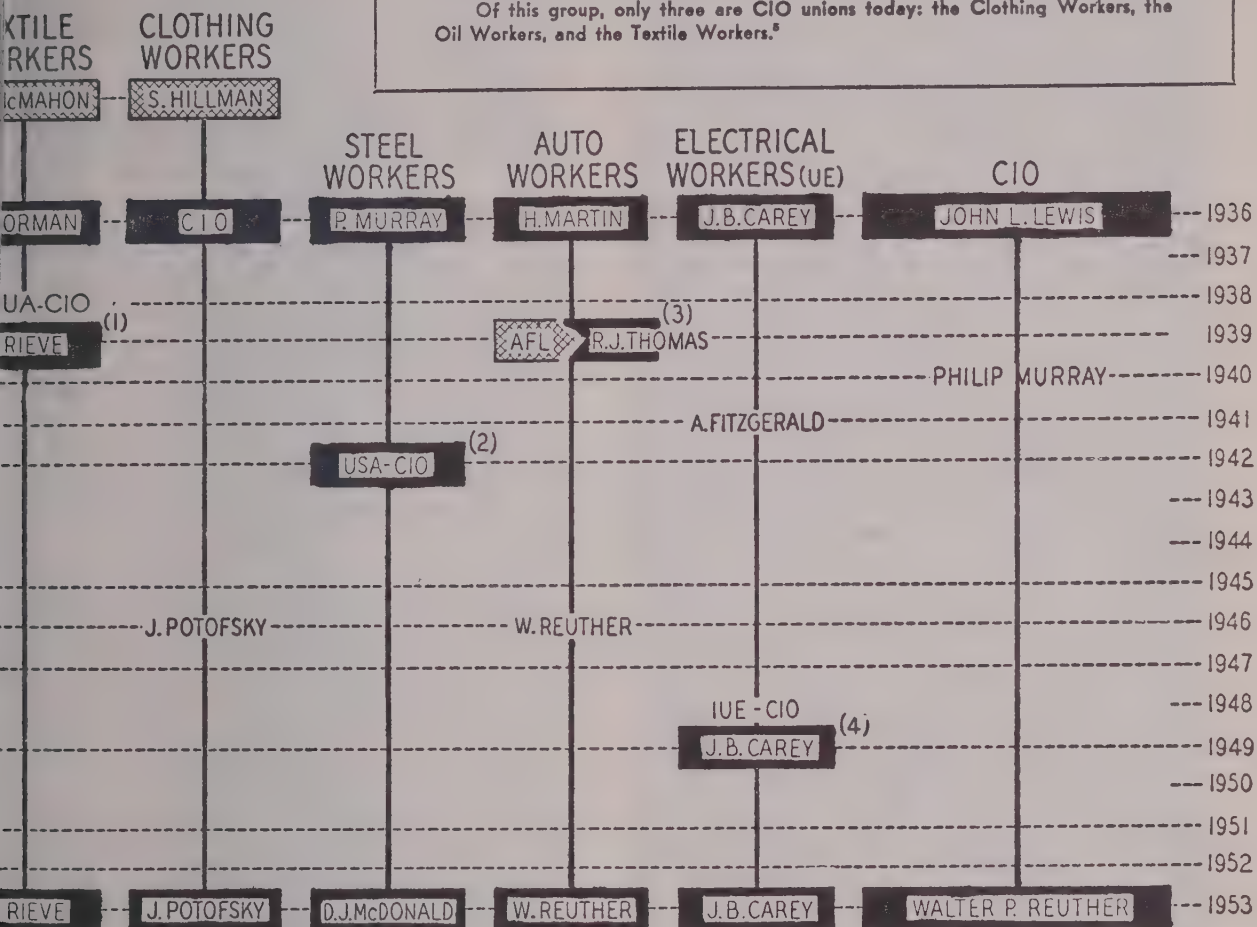 Of this group, only three are CIO unions today: the Clothing Workers, the
Oil Workers, and the Textile Workers.⁵
XTILE
RKERS
CLOTHING
WORKERS
cMAHON
S. HILLMAN
STEEL
WORKERS
AUTO
WORKERS
ELECTRICAL
WORKERS (UE)
CIO
ORMAN
CIO
P. MURRAY
H. MARTIN
J. B. CAREY
JOHN L. LEWIS
1936
1937
UA-CIO
1938
RIEVE
(1)
AFL
R. J. THOMAS
(3)
1939
PHILIP MURRAY
1940
A. FITZGERALD
1941
USA-CIO
(2)
1942
1943
1944
1945
J. POTOFSKY
W. REUTHER
1946
1947
IUE-CIO
1948
J. B. CAREY
(4)
1949
1950
1951
1952
RIEVE
J. POTOFSKY
D. J. McDONALD
W. REUTHER
J. B. CAREY
WALTER P. REUTHER
1953